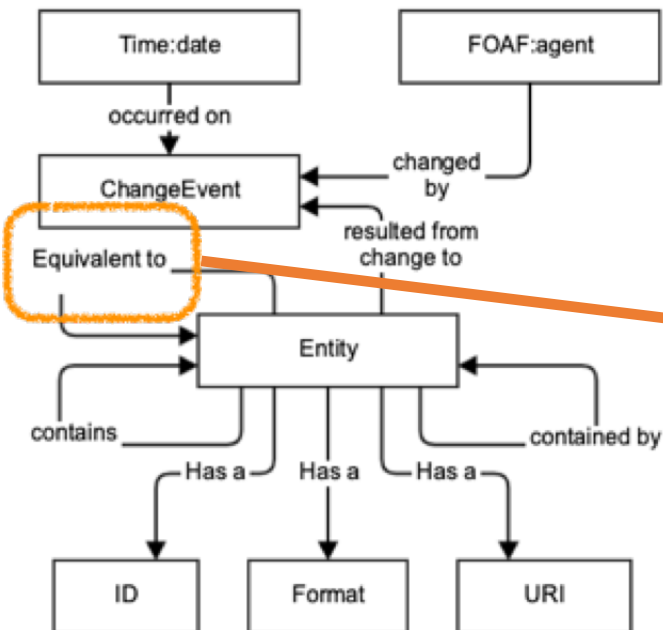 Time:date
FOAF:agent
occurred on
changed
by
ChangeEvent
resulted from
change to
Equivalent to
Entity
contains
contained by
Has a
Has a
Has a
ID
Format
URI